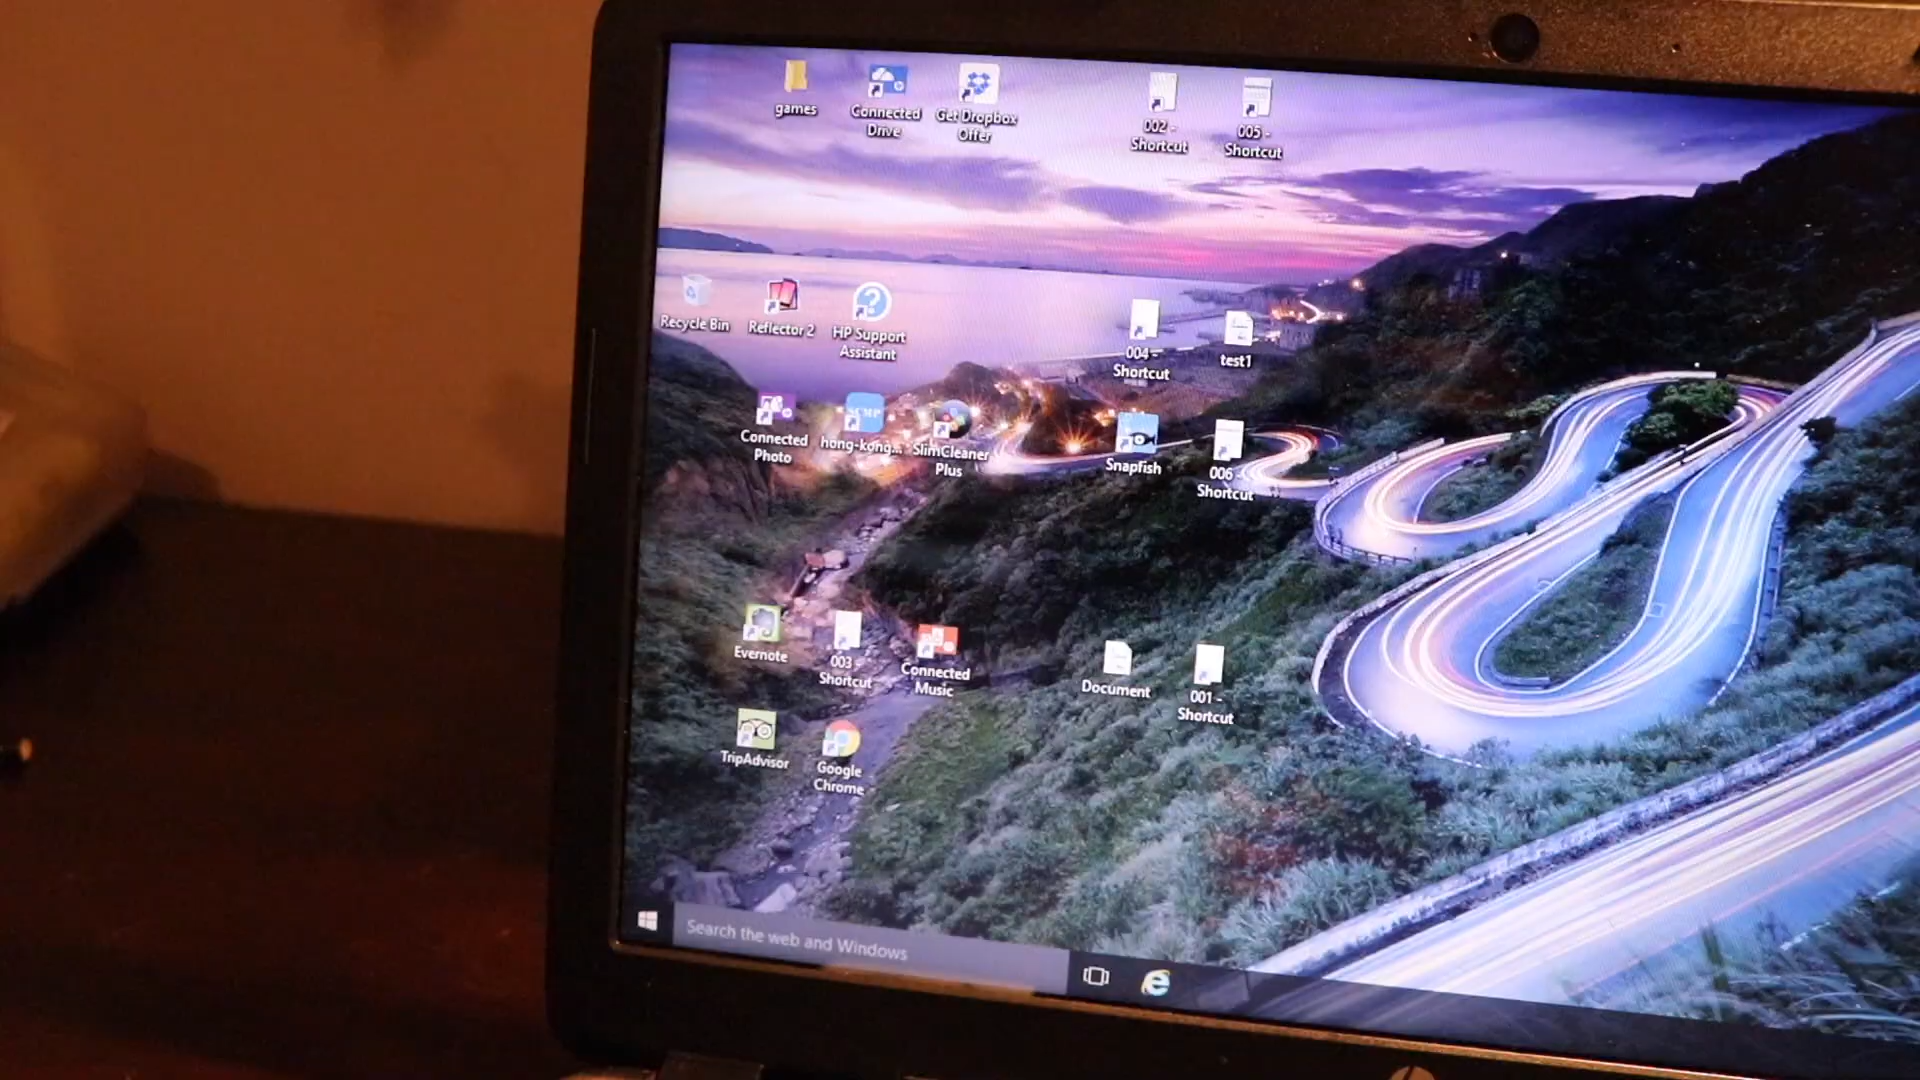 games
Connected
Drive
Get Dropbox
Offer
002 -
Shortcut
005 -
Shortcut
Recycle Bin
Reflector 2
HP Support
Assistant
004 -
Shortcut
test1
Connected
Photo
SCMP
hong-kong...
SlimCleaner
Plus
Snapfish
006 -
Shortcut
Evernote
003 -
Shortcut
Connected
Music
Document
001 -
Shortcut
TripAdvisor
Google
Chrome
Search the web and Windows